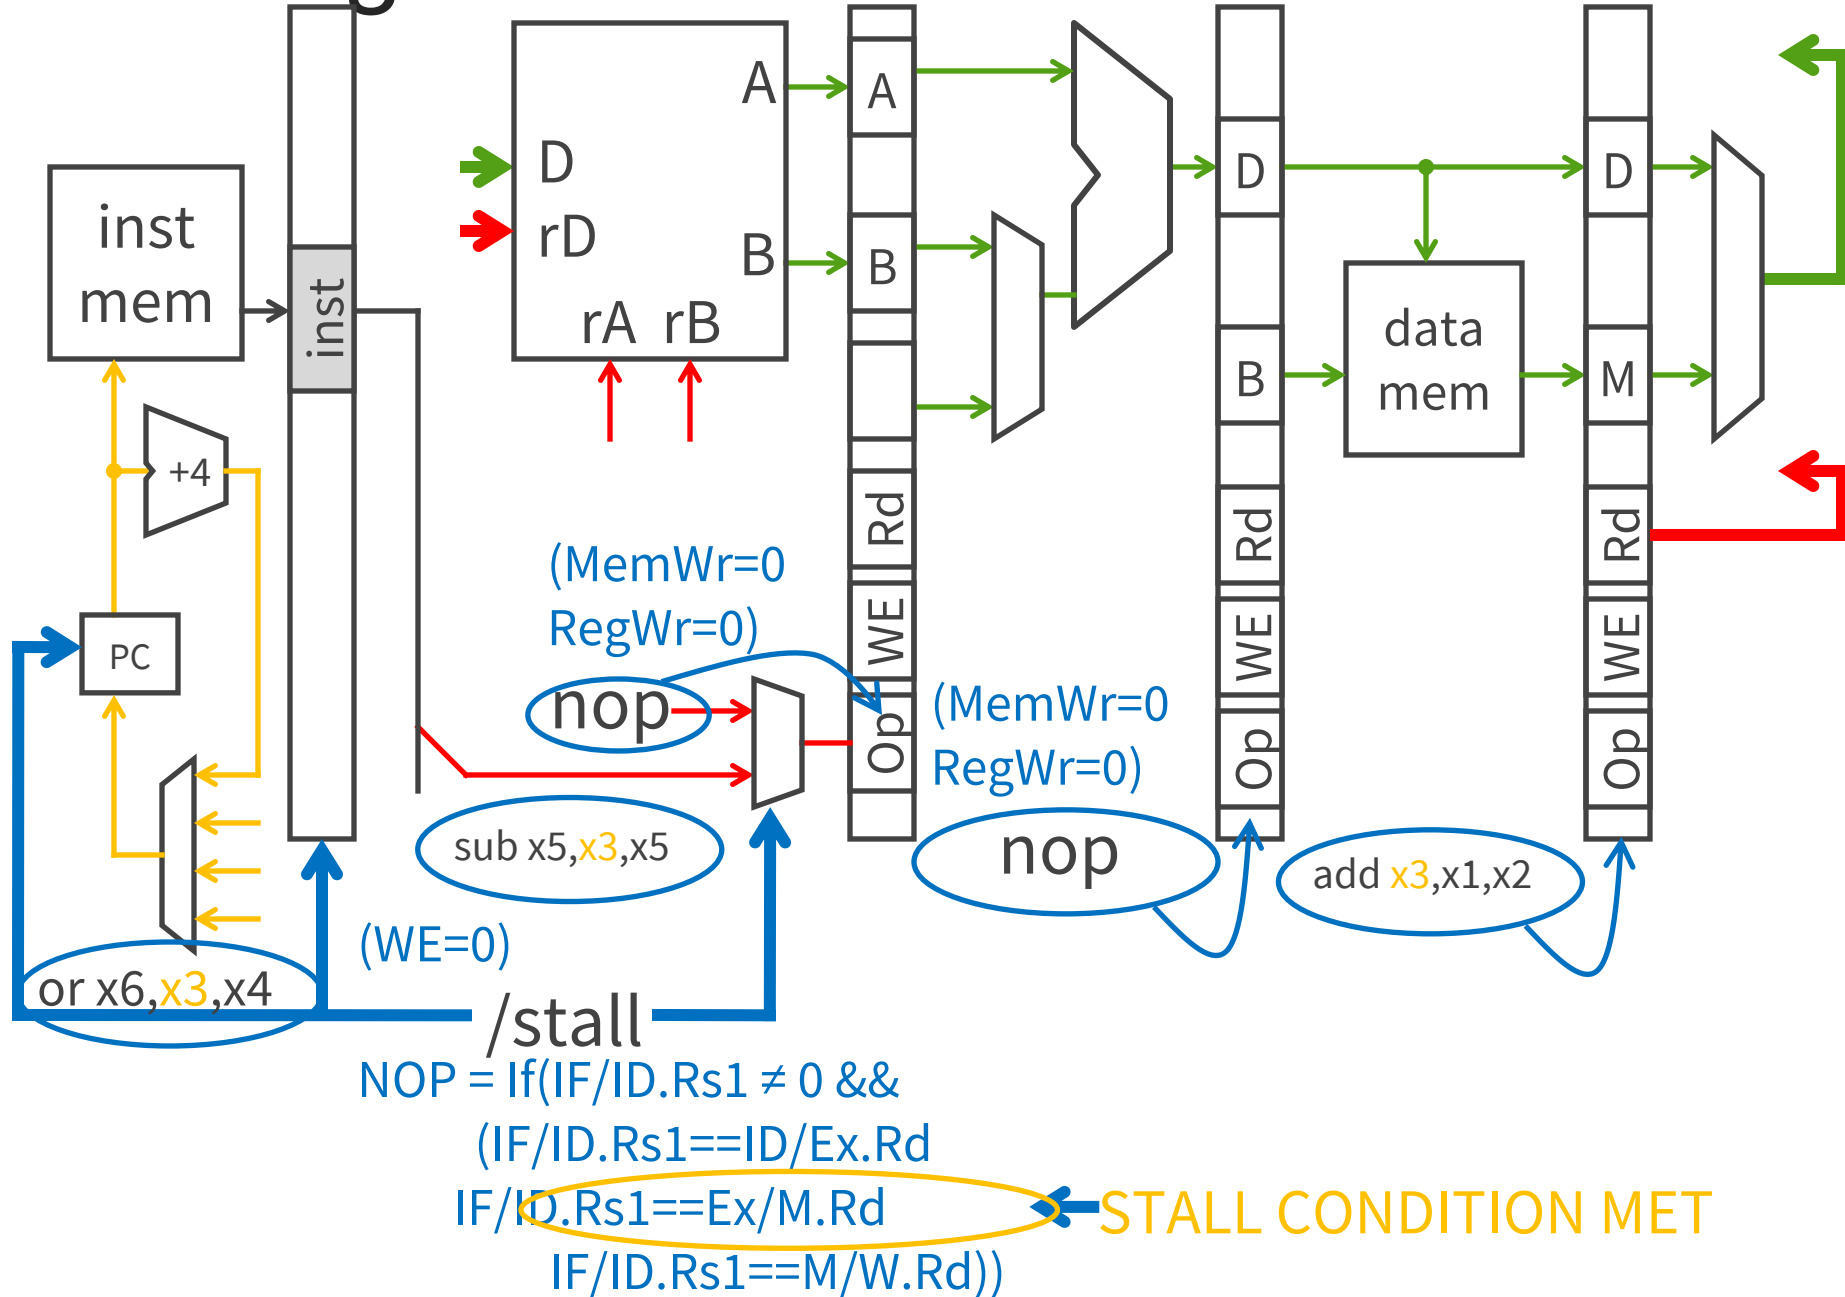 A
D
rD
B
rA rB
inst
mem
inst
A
B
D
B
D
M
data
mem
+4
PC
Rd
WE
Op
Rd
WE
Op
Rd
WE
Op
(MemWr=0
RegWr=0)
nop
(MemWr=0
RegWr=0)
nop
sub x5,x3,x5
add x3,x1,x2
(WE=0)
or x6,x3,x4
/stall
NOP = If(IF/ID.Rs1 ≠ 0 &&
(IF/ID.Rs1==ID/Ex.Rd
IF/ID.Rs1==Ex/M.Rd
STALL CONDITION MET
IF/ID.Rs1==M/W.Rd))